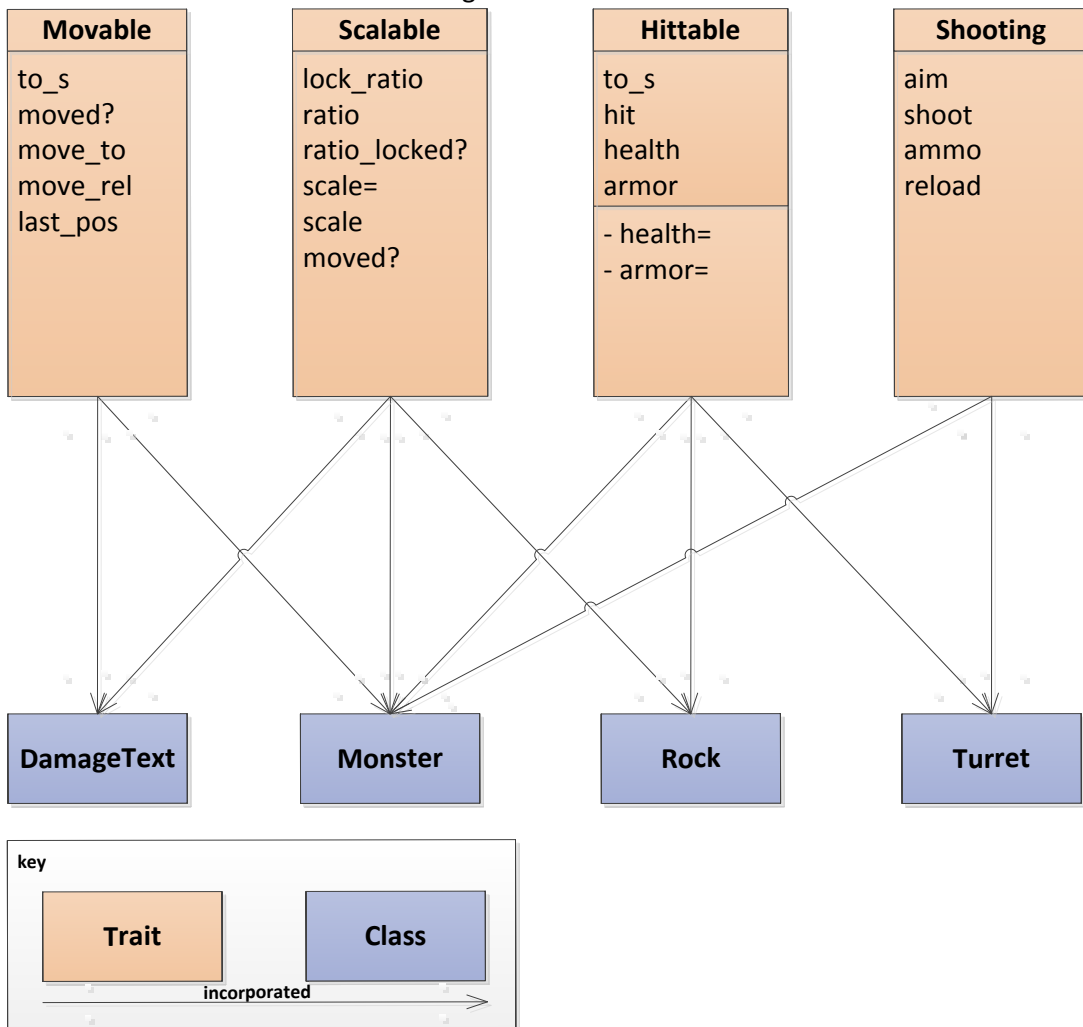 Movable
to_s
moved?
move_to
move_rel
last_pos
Scalable
lock_ratio
ratio
ratio_locked?
scale=
scale
moved?
Hittable
to_s
hit
health
armor
- health=
- armor=
Shooting
aim
shoot
ammo
reload
DamageText
Monster
Rock
Turret
key
Trait
Class
incorporated